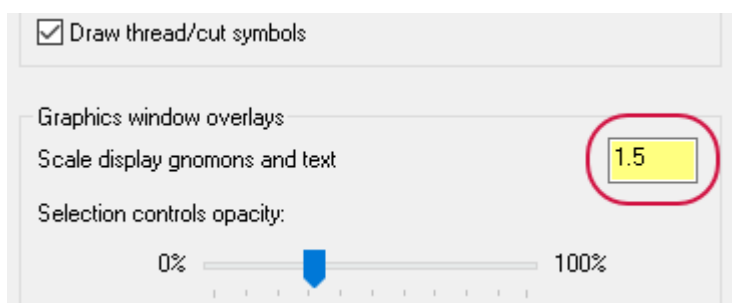 Draw thread/cut symbols
Graphics window overlays
Scale display gnomons and text 1.5
Selection controls opacity:
0% 100%